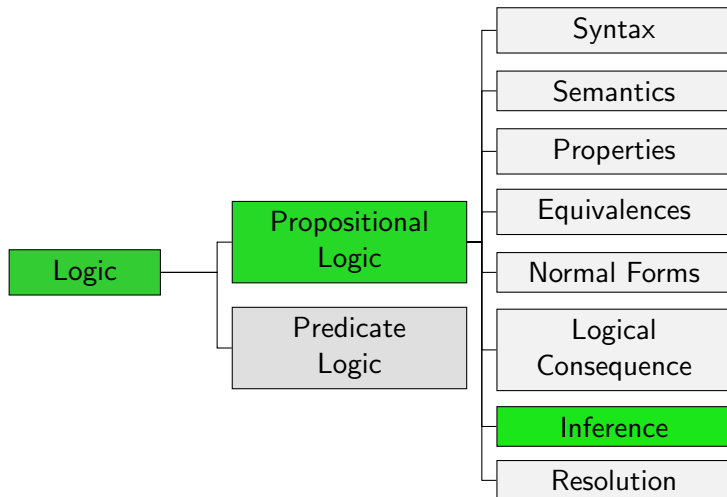 Logic
Propositional
Logic
Predicate
Logic
Syntax
Semantics
Properties
Equivalences
Normal Forms
Logical
Consequence
Inference
Resolution